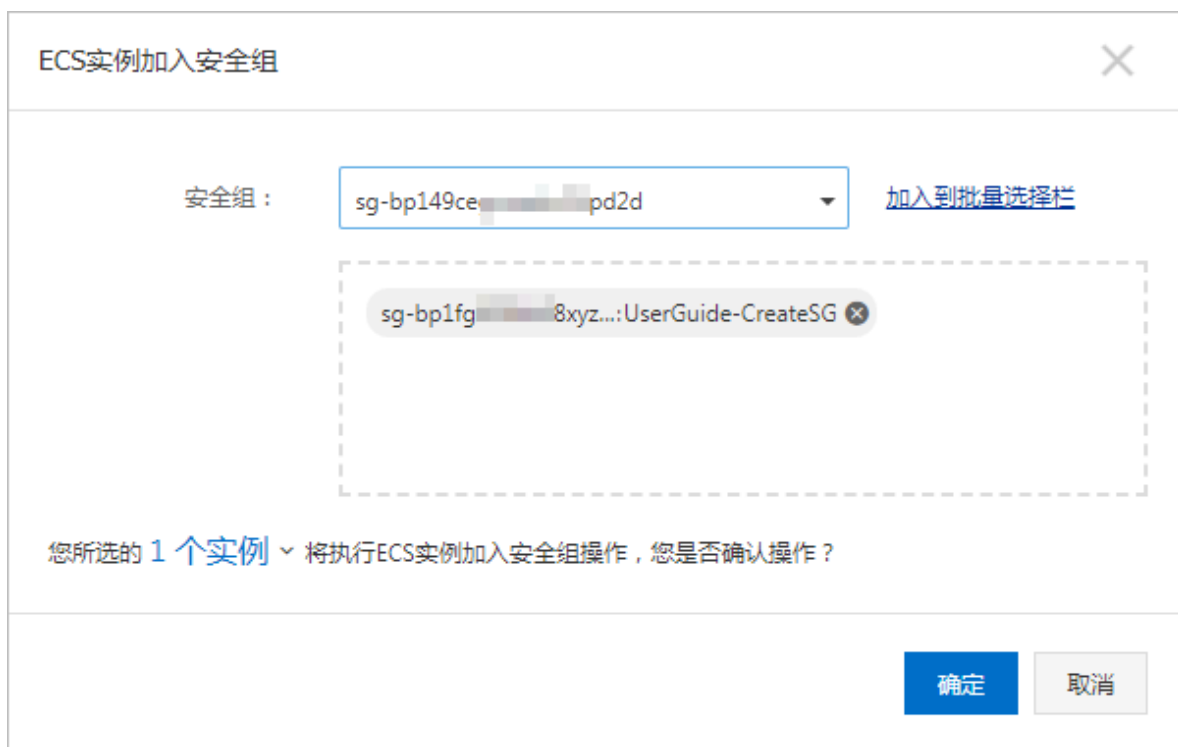 ECS实例加入安全组
安全组：
sg-bp149ce pd2d
加入到批量选择栏
sg-bp1fg 8xyz...:UserGuide-CreateSG
您所选的 1 个实例 将执行ECS实例加入安全组操作，您是否确认操作？
确定
取消